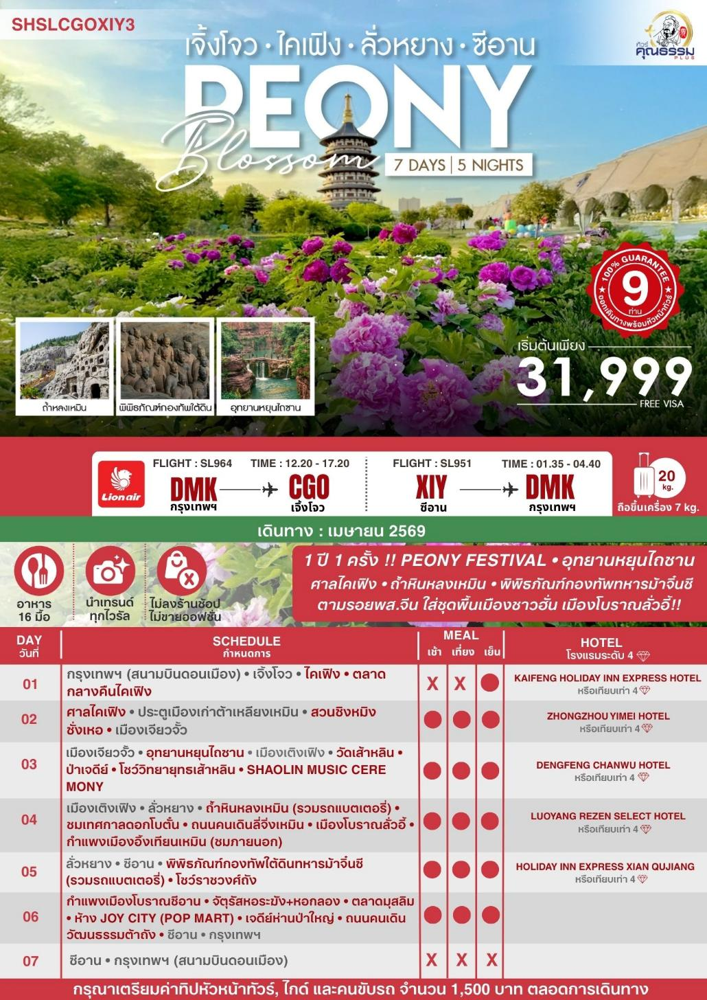 SHSLCGOXIY3
ทัวร์
คุณธรรม
PLUS
เจิ้งโจว • ไคเฟิง • ลั่วหยาง • ซีอาน
PEONY
Blossom
7 DAYS | 5 NIGHTS
100% GUARANTEE
9
ท่าน
ออกเดินทางพร้อมหัวหน้าทัวร์
เริ่มต้นเพียง
31,999
FREE VISA
ถ้ำหลงเหมิน
พิพิธภัณฑ์กองทัพใต้ดิน
อุทยานหยุนไถซาน
Lion air
FLIGHT : SL964 TIME : 12.20 - 17.20
DMK CGO
กรุงเทพฯ เจิ้งโจว
FLIGHT : SL951 TIME : 01.35 - 04.40
XIY DMK
ซีอาน กรุงเทพฯ
20
kg.
ถือขึ้นเครื่อง 7 kg.
เดินทาง : เมษายน 2569
อาหาร
16 มื้อ
นำเทรนด์
ทุกไวรัล
ไม่ลงร้านช้อป
ไม่ขายออฟชั่น
1 ปี 1 ครั้ง !! PEONY FESTIVAL • อุทยานหยุนไถซาน
ศาลไคเฟิง • ถ้ำหินหลงเหมิน • พิพิธภัณฑ์กองทัพทหารม้าจิ๋นซี
ตามรอยพส.จีน ใส่ชุดพื้นเมืองชาวฮั่น เมืองโบราณลั่วอี้!!
DAY SCHEDULE MEAL HOTEL
วันที่ กำหนดการ เช้า เที่ยง เย็น โรงแรมระดับ 4
01 กรุงเทพฯ (สนามบินดอนเมือง) • เจิ้งโจว • ไคเฟิง • ตลาด
กลางคืนไคเฟิง
X X
KAIFENG HOLIDAY INN EXPRESS HOTEL
หรือเทียบเท่า 4
02 ศาลไคเฟิง • ประตูเมืองเก่าต้าเหลียงเหมิน • สวนชิงหมิง
ซั่งเหอ • เมืองเจียวจั้ว
ZHONGZHOU YIMEI HOTEL
หรือเทียบเท่า 4
03 เมืองเจียวจั้ว • อุทยานหยุนไถซาน • เมืองเติงเฟิง • วัดเส้าหลิน •
ป่าเจดีย์ • โชว์วิทยายุทธเส้าหลิน • SHAOLIN MUSIC CERE
MONY
DENGFENG CHANWU HOTEL
หรือเทียบเท่า 4
04 เมืองเติงเฟิง • ลั่วหยาง • ถ้ำหินหลงเหมิน (รวมรถแบตเตอรี่) •
ชมเทศกาลดอกโบตั๋น • ถนนคนเดินลี่จิ่งเหมิน • เมืองโบราณลั่วอี้ •
กำแพงเมืองอิ้งเทียนเหมิน (ชมภายนอก)
LUOYANG REZEN SELECT HOTEL
หรือเทียบเท่า 4
05 ลั่วหยาง • ซีอาน • พิพิธภัณฑ์กองทัพใต้ดินทหารม้าจิ๋นซี
(รวมรถแบตเตอรี่) • โชว์ราชวงศ์ถัง
HOLIDAY INN EXPRESS XIAN QUJIANG
หรือเทียบเท่า 4
06 กำแพงเมืองโบราณซีอาน • จัตุรัสหอระฆัง+หอกลอง • ตลาดมุสลิม
• ห้าง JOY CITY (POP MART) • เจดีย์ห่านป่าใหญ่ • ถนนคนเดิน
วัฒนธรรมต้าถัง • ซีอาน • กรุงเทพฯ
07 ซีอาน • กรุงเทพฯ (สนามบินดอนเมือง) X X X
กรุณาเตรียมค่าทิปหัวหน้าทัวร์, ไกด์ และคนขับรถ จำนวน 1,500 บาท ตลอดการเดินทาง